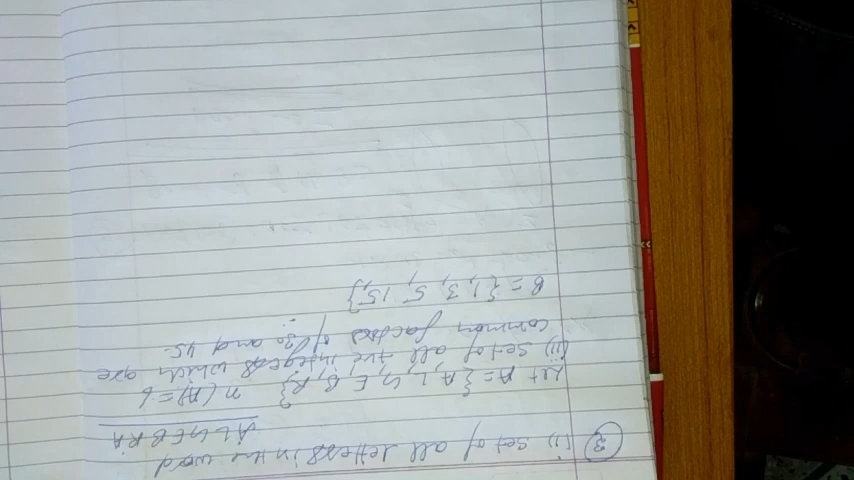 ② (i) Set of all letters in the word
ALGEBRA
Let A = {A, L, G, E, B, R} n(A) = 6
(ii) Set of all +ve integers which are
common factors of 30 and 45.
B = {1, 3, 5, 15,}